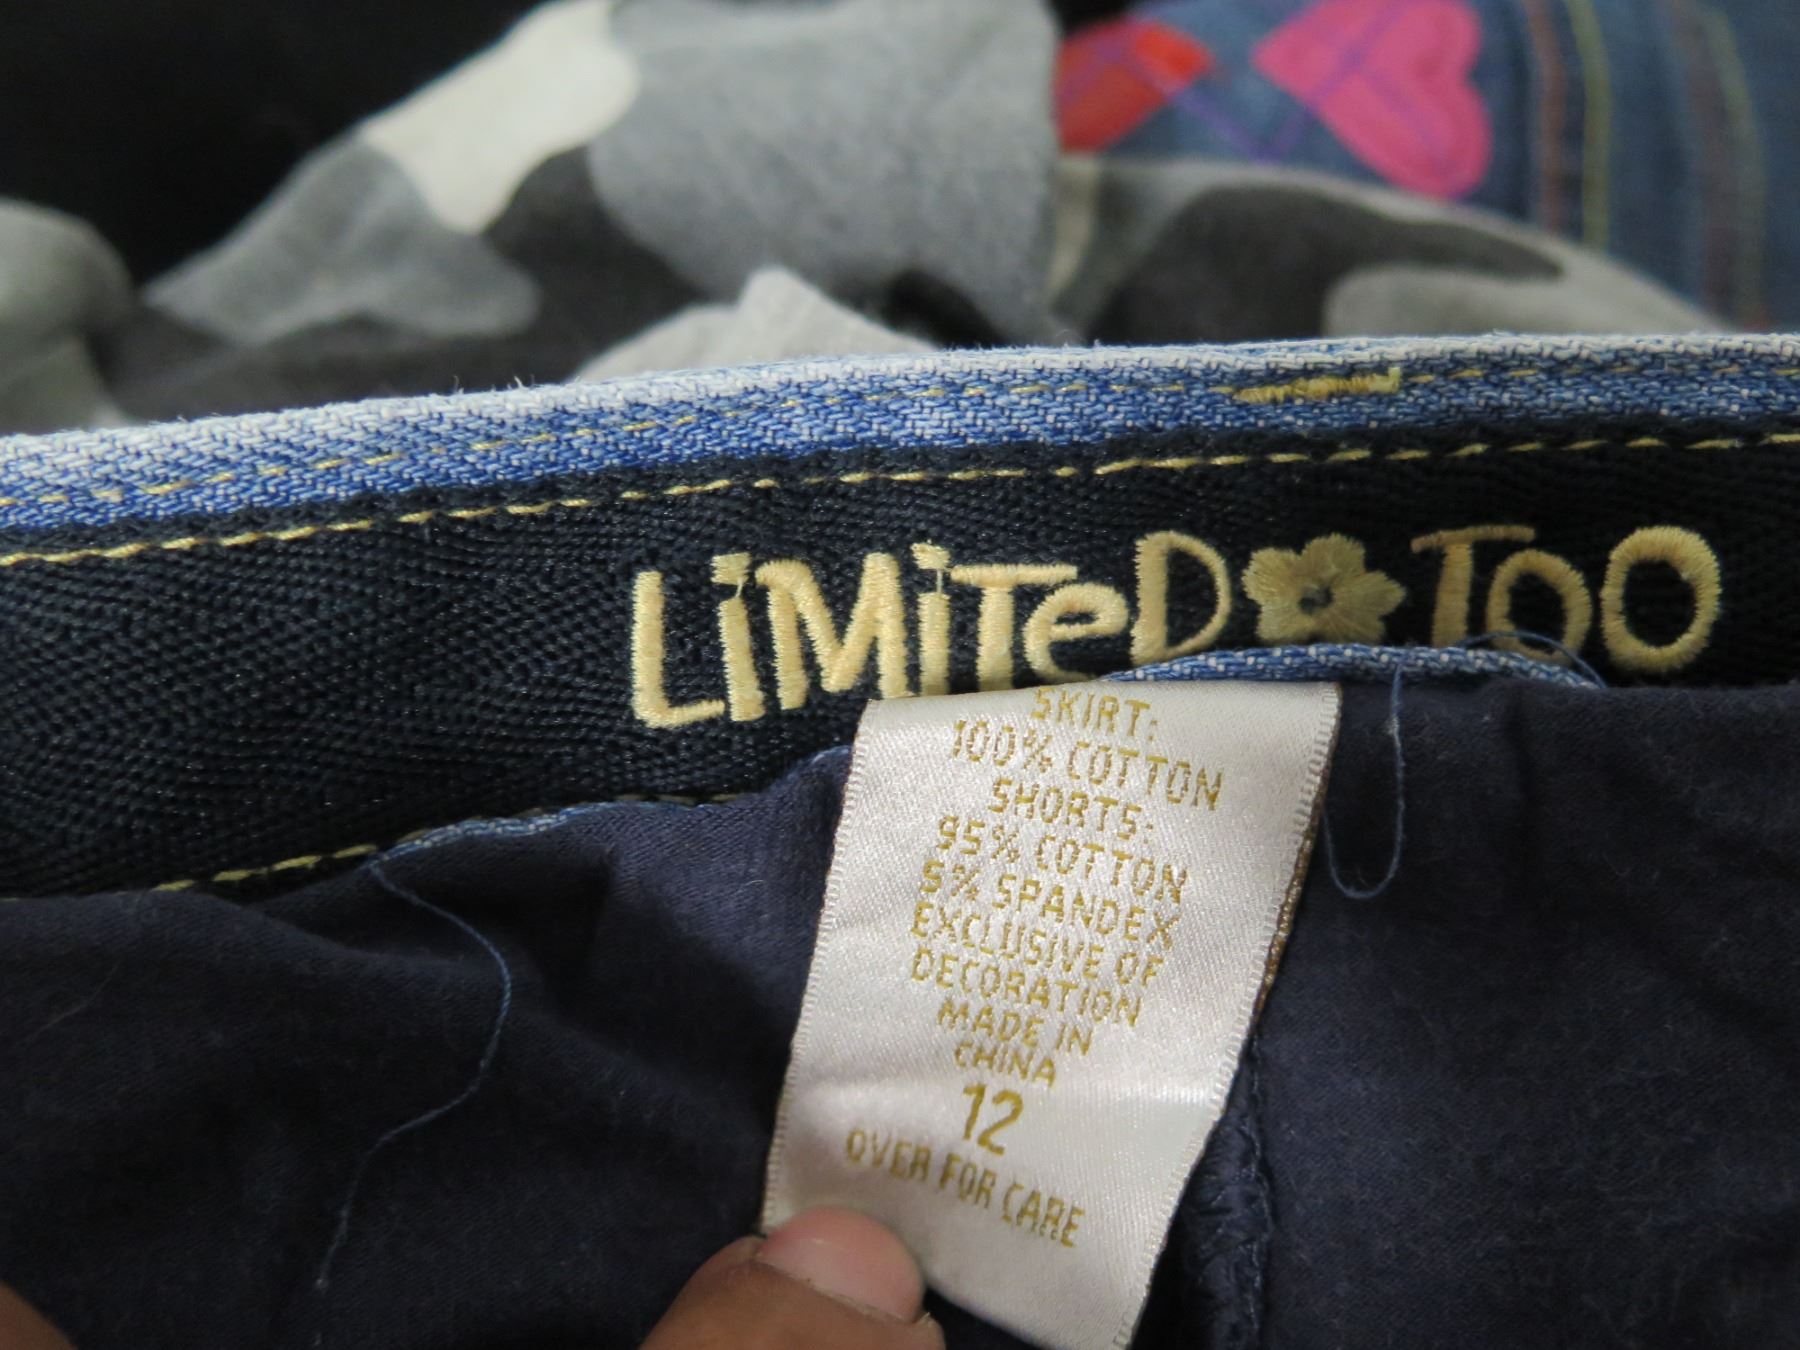 LiMiTeD TOO
SKIRT:
100% COTTON
SHORTS:
95% COTTON
5% SPANDEX
EXCLUSIVE OF
DECORATION
MADE IN
CHINA
12
OVER FOR CARE